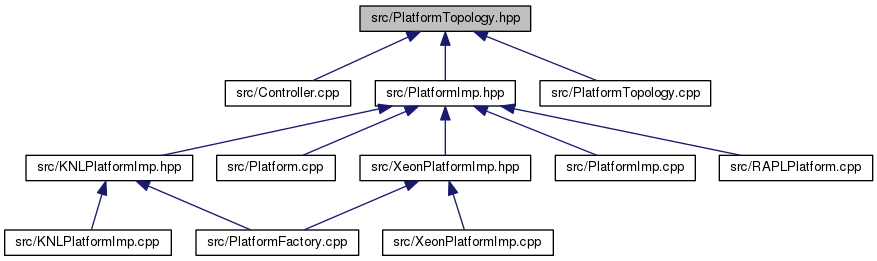 src/PlatformTopology.hpp
src/Controller.cpp
src/PlatformImp.hpp
src/PlatformTopology.cpp
src/KNLPlatformImp.hpp
src/Platform.cpp
src/XeonPlatformImp.hpp
src/PlatformImp.cpp
src/RAPLPlatform.cpp
src/KNLPlatformImp.cpp
src/PlatformFactory.cpp
src/XeonPlatformImp.cpp